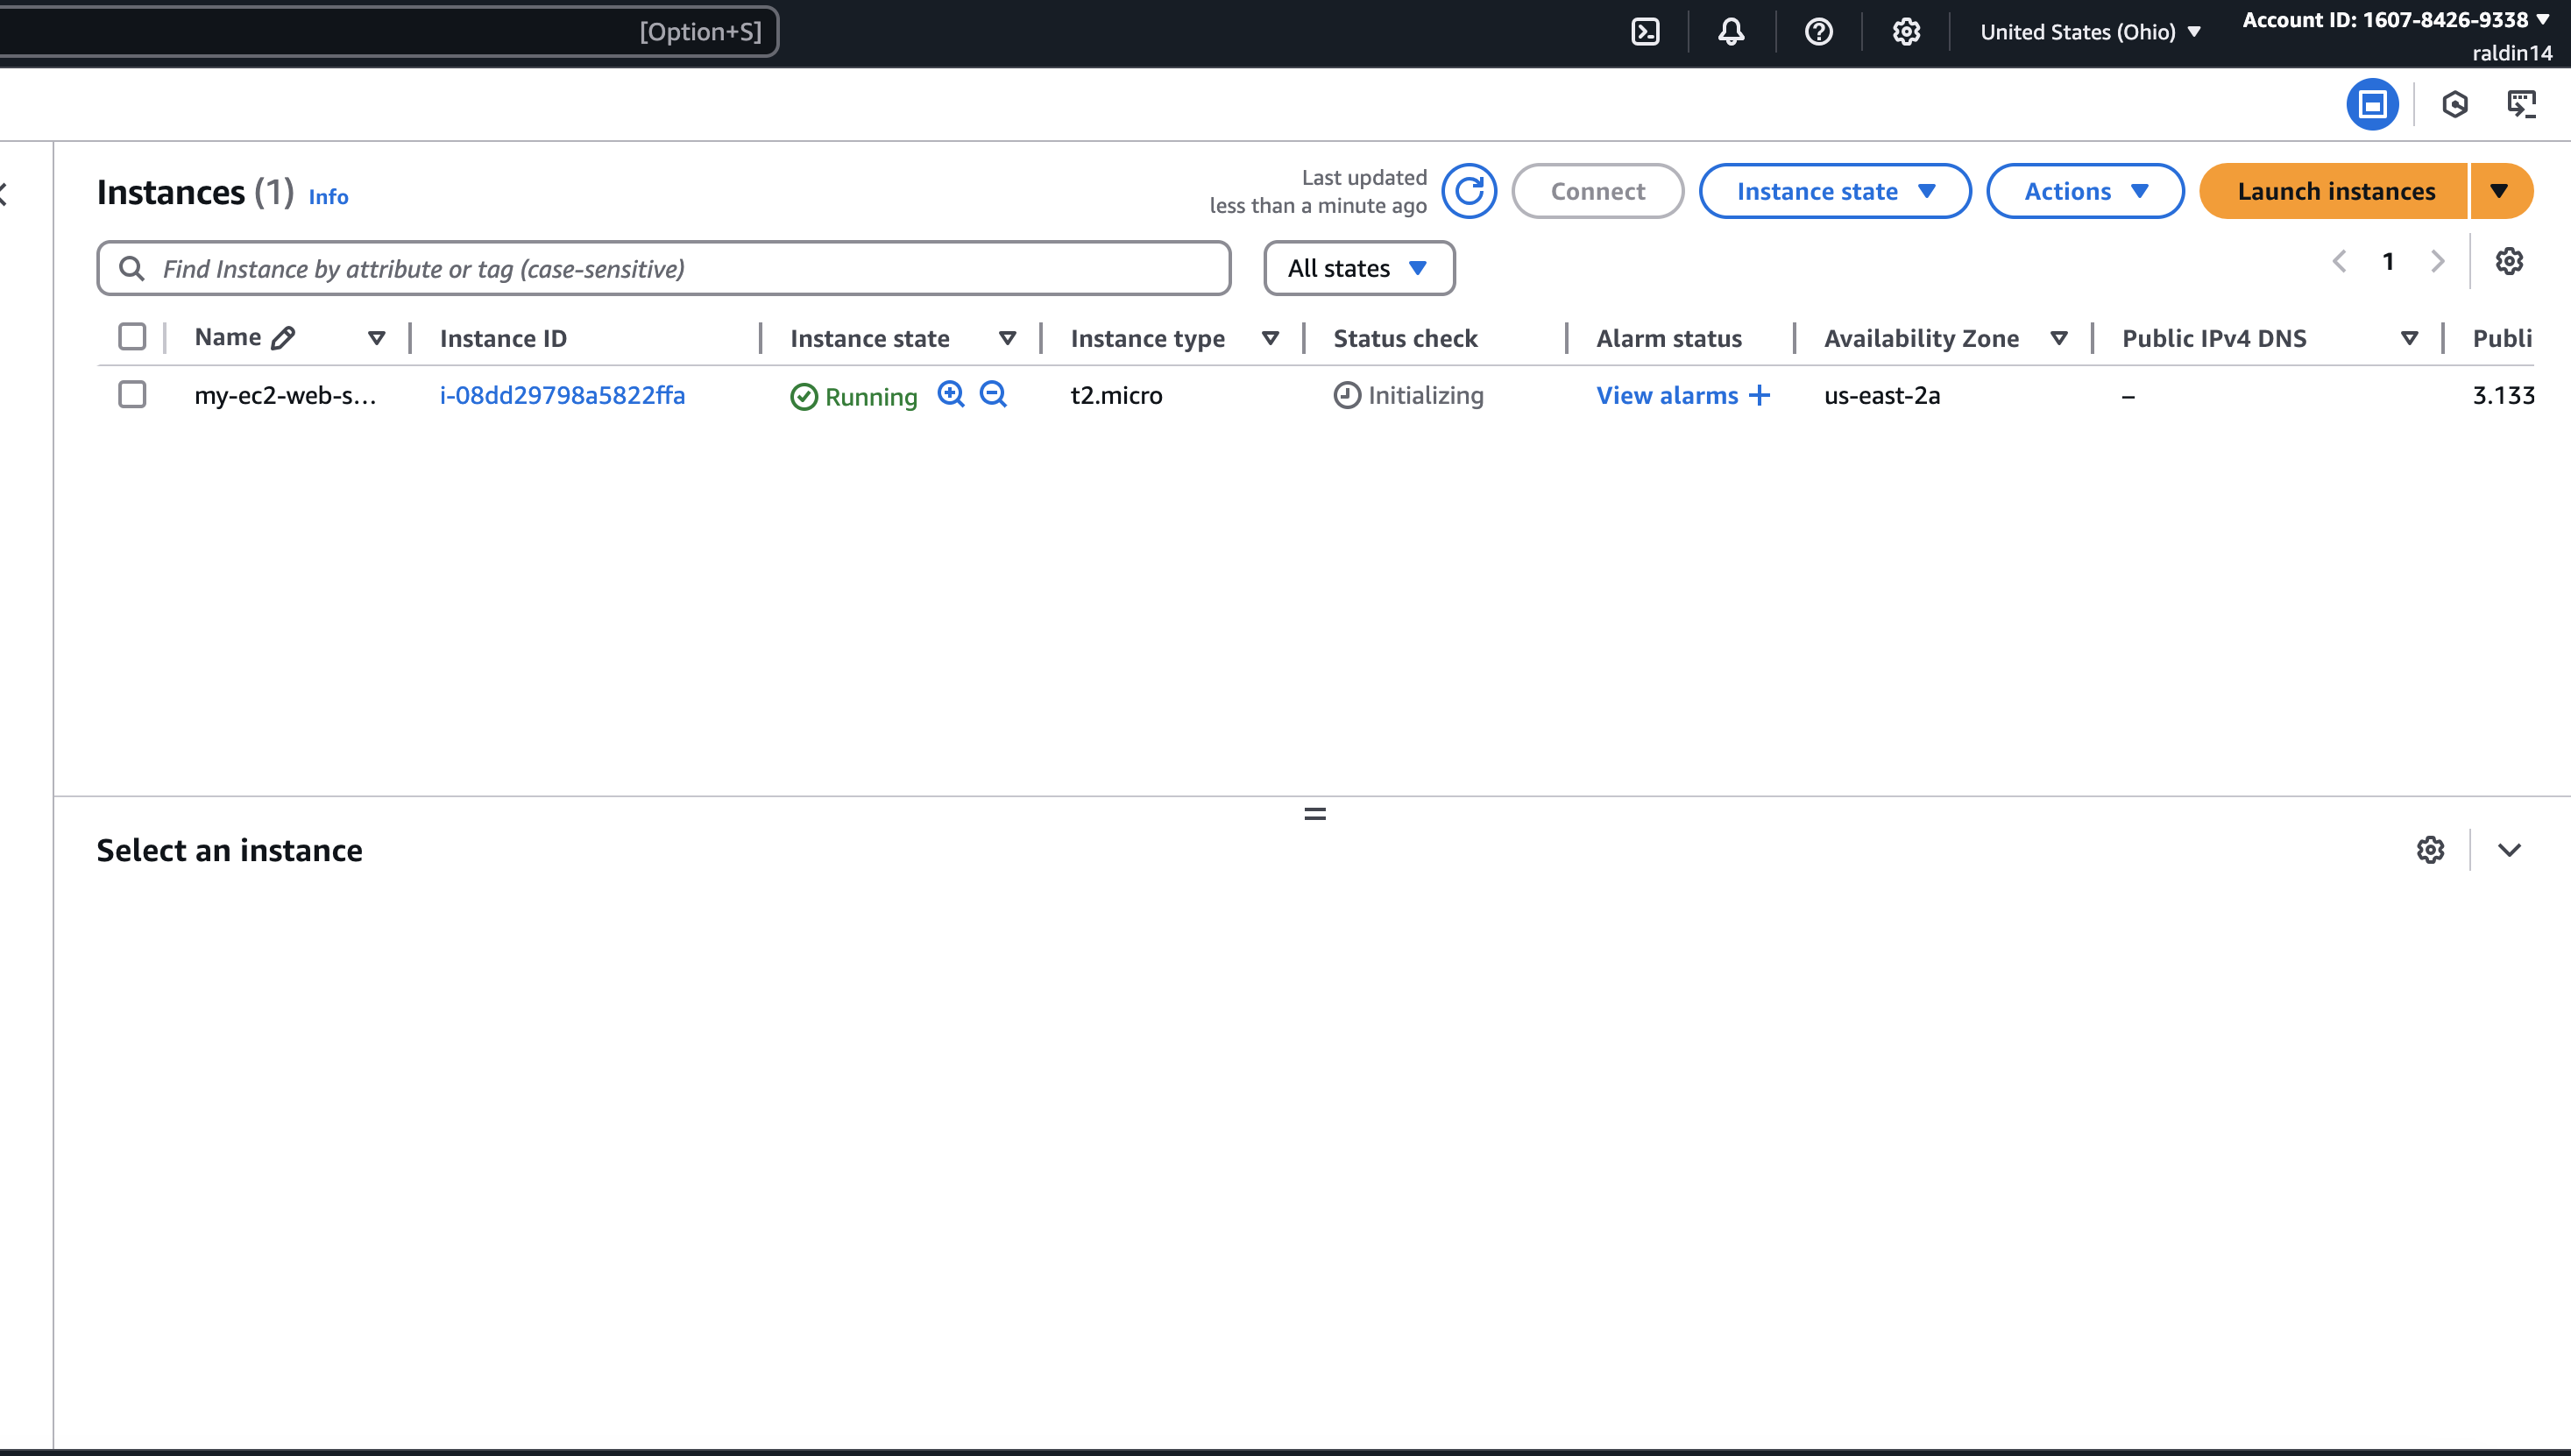 [Option+S]
United States (Ohio)
Account ID: 1607-8426-9338
raldin14
Instances (1) Info
Last updated
less than a minute ago
Connect
Instance state
Actions
Launch instances
Find Instance by attribute or tag (case-sensitive)
All states
1
Name Instance ID Instance state Instance type Status check Alarm status Availability Zone Public IPv4 DNS Publi
my-ec2-web-s... i-08dd29798a5822ffa Running t2.micro Initializing View alarms + us-east-2a – 3.133
Select an instance